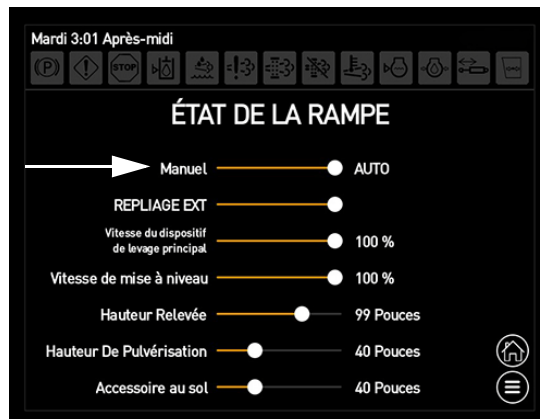 Mardi 3:01 Après-midi
(P) STOP
ÉTAT DE LA RAMPE
Manuel AUTO
REPLIAGE EXT
Vitesse du dispositif
de levage principal 100 %
Vitesse de mise à niveau 100 %
Hauteur Relevée 99 Pouces
Hauteur De Pulvérisation 40 Pouces
Accessoire au sol 40 Pouces